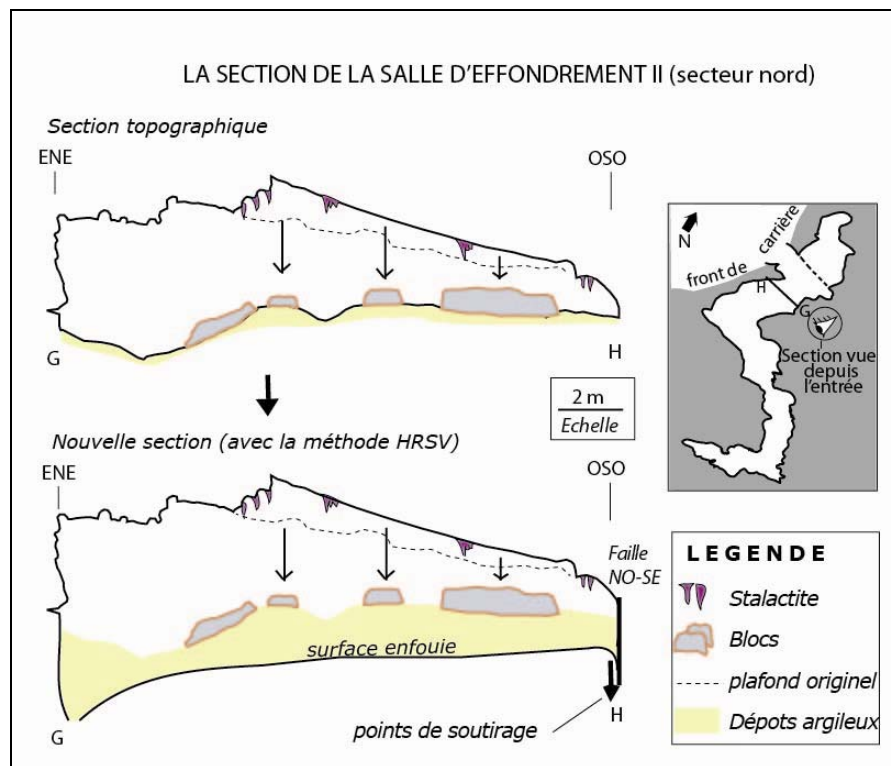 LA SECTION DE LA SALLE D'EFFONDREMENT II (secteur nord)
Section topographique
ENE
OSO
G
H
2 m
Echelle
N
carrière
front de
H
G
Section vue
depuis
l'entrée
Nouvelle section (avec la méthode HRSV)
ENE
OSO
Faille
NO-SE
surface enfouie
points de soutirage
G
H
LEGENDE
Stalactite
Blocs
plafond originel
Dépots argileux